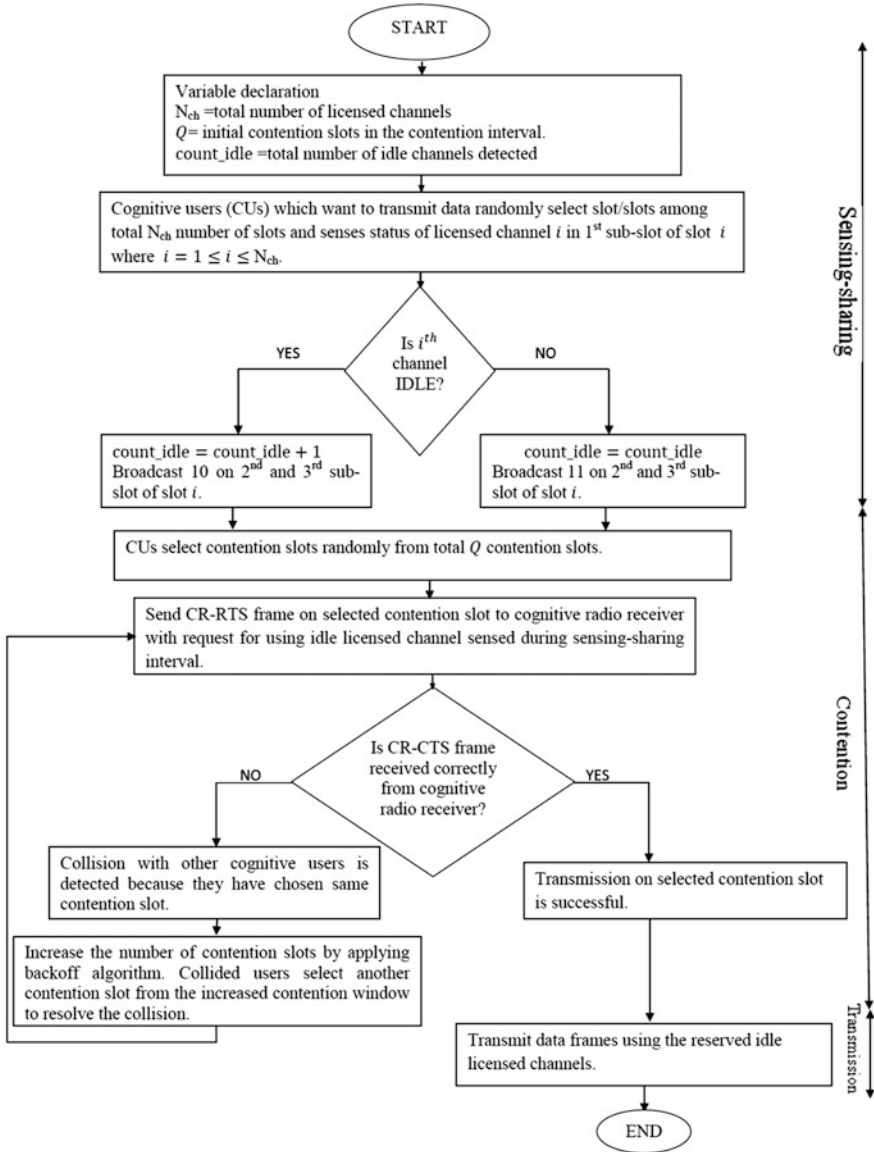 START
Variable declaration
N_ch =total number of licensed channels
Q= initial contention slots in the contention interval.
count_idle =total number of idle channels detected
Cognitive users (CUs) which want to transmit data randomly select slot/slots among
total N_ch number of slots and senses status of licensed channel i in 1st sub-slot of slot i
where i = 1 ≤ i ≤ N_ch.
Is i^th
channel
IDLE?
YES
NO
count_idle = count_idle + 1
Broadcast 10 on 2nd and 3rd sub-
slot of slot i.
count_idle = count_idle
Broadcast 11 on 2nd and 3rd sub-
slot of slot i.
Sensing-sharing
CUs select contention slots randomly from total Q contention slots.
Send CR-RTS frame on selected contention slot to cognitive radio receiver
with request for using idle licensed channel sensed during sensing-sharing
interval.
Is CR-CTS frame
received correctly
from cognitive
radio receiver?
NO
YES
Collision with other cognitive users is
detected because they have chosen same
contention slot.
Transmission on selected contention slot
is successful.
Increase the number of contention slots by applying
backoff algorithm. Collided users select another
contention slot from the increased contention window
to resolve the collision.
Contention
Transmit data frames using the reserved idle
licensed channels.
Transmission
END